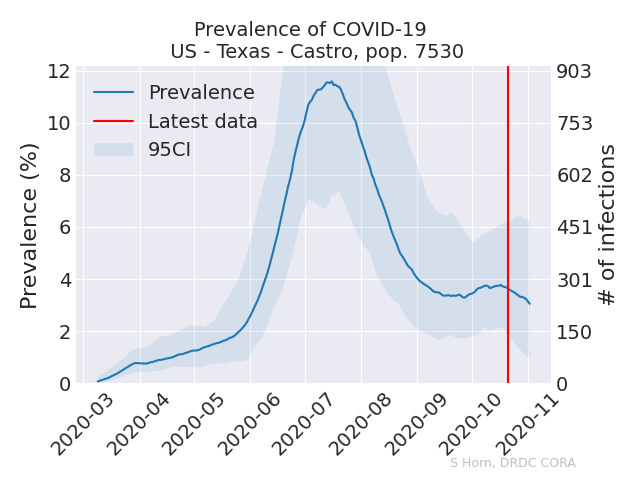 Prevalence of COVID-19
US - Texas - Castro, pop. 7530
Prevalence (%)
12
10
8
6
4
2
0
Prevalence
Latest data
95CI
903
753
602
451
301
150
0
# of infections
2020-03
2020-04
2020-05
2020-06
2020-07
2020-08
2020-09
2020-10
2020-11
S Horn, DRDC CORA